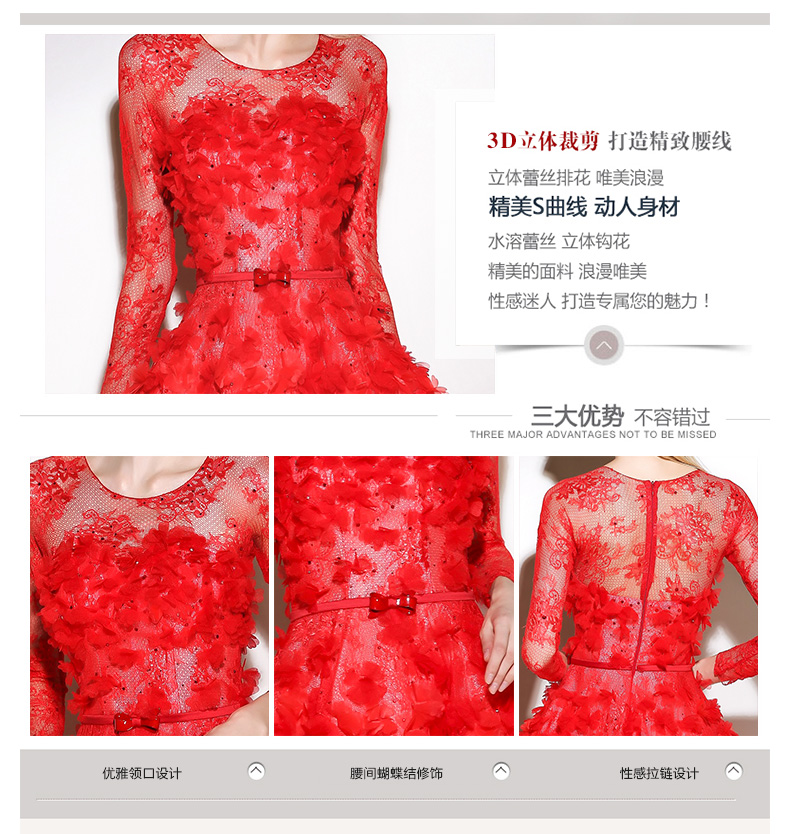 3D立体裁剪 打造精致腰线
立体蕾丝排花 唯美浪漫
精美S曲线 动人身材
水溶蕾丝 立体钩花
精美的面料 浪漫唯美
性感迷人 打造专属您的魅力！
三大优势 不容错过
THREE MAJOR ADVANTAGES NOT TO BE MISSED
优雅领口设计
腰间蝴蝶结修饰
性感拉链设计